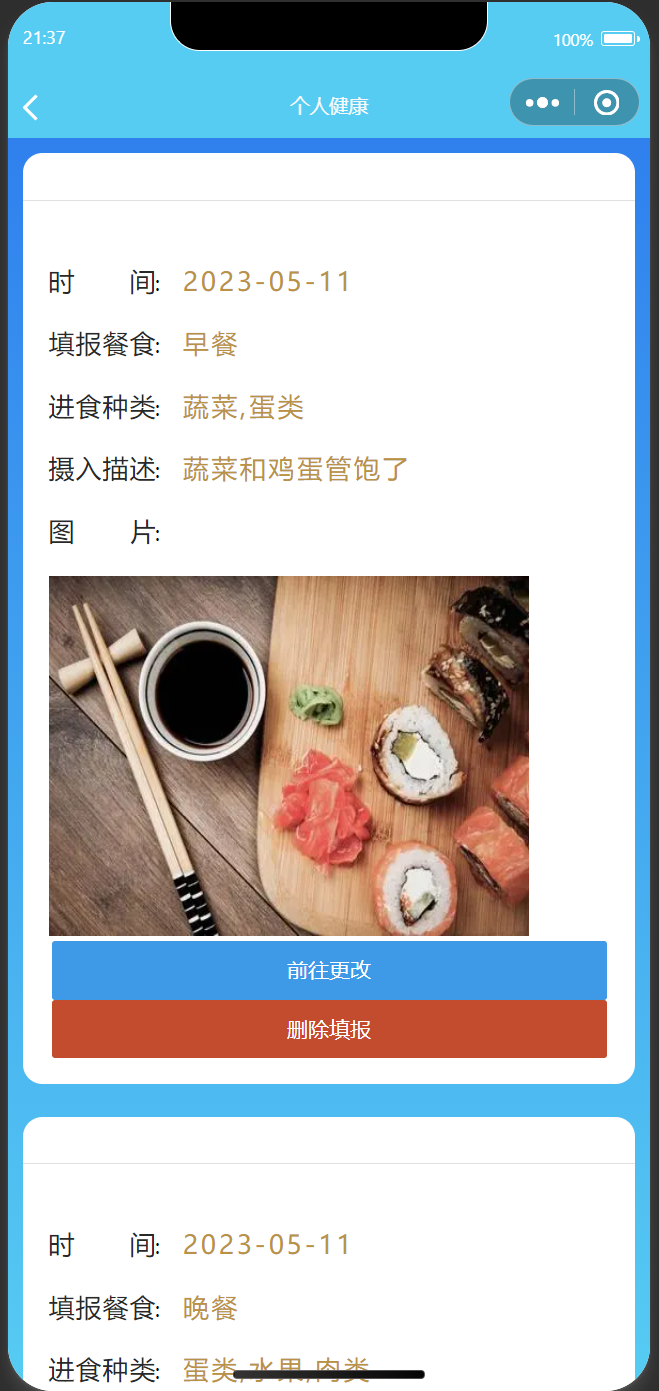 21:37
100%
个人健康
时 间: 2023-05-11
填报餐食: 早餐
进食种类: 蔬菜,蛋类
摄入描述: 蔬菜和鸡蛋管饱了
图 片:
前往更改
删除填报
时 间: 2023-05-11
填报餐食: 晚餐
进食种类: 蛋类,水果,肉类